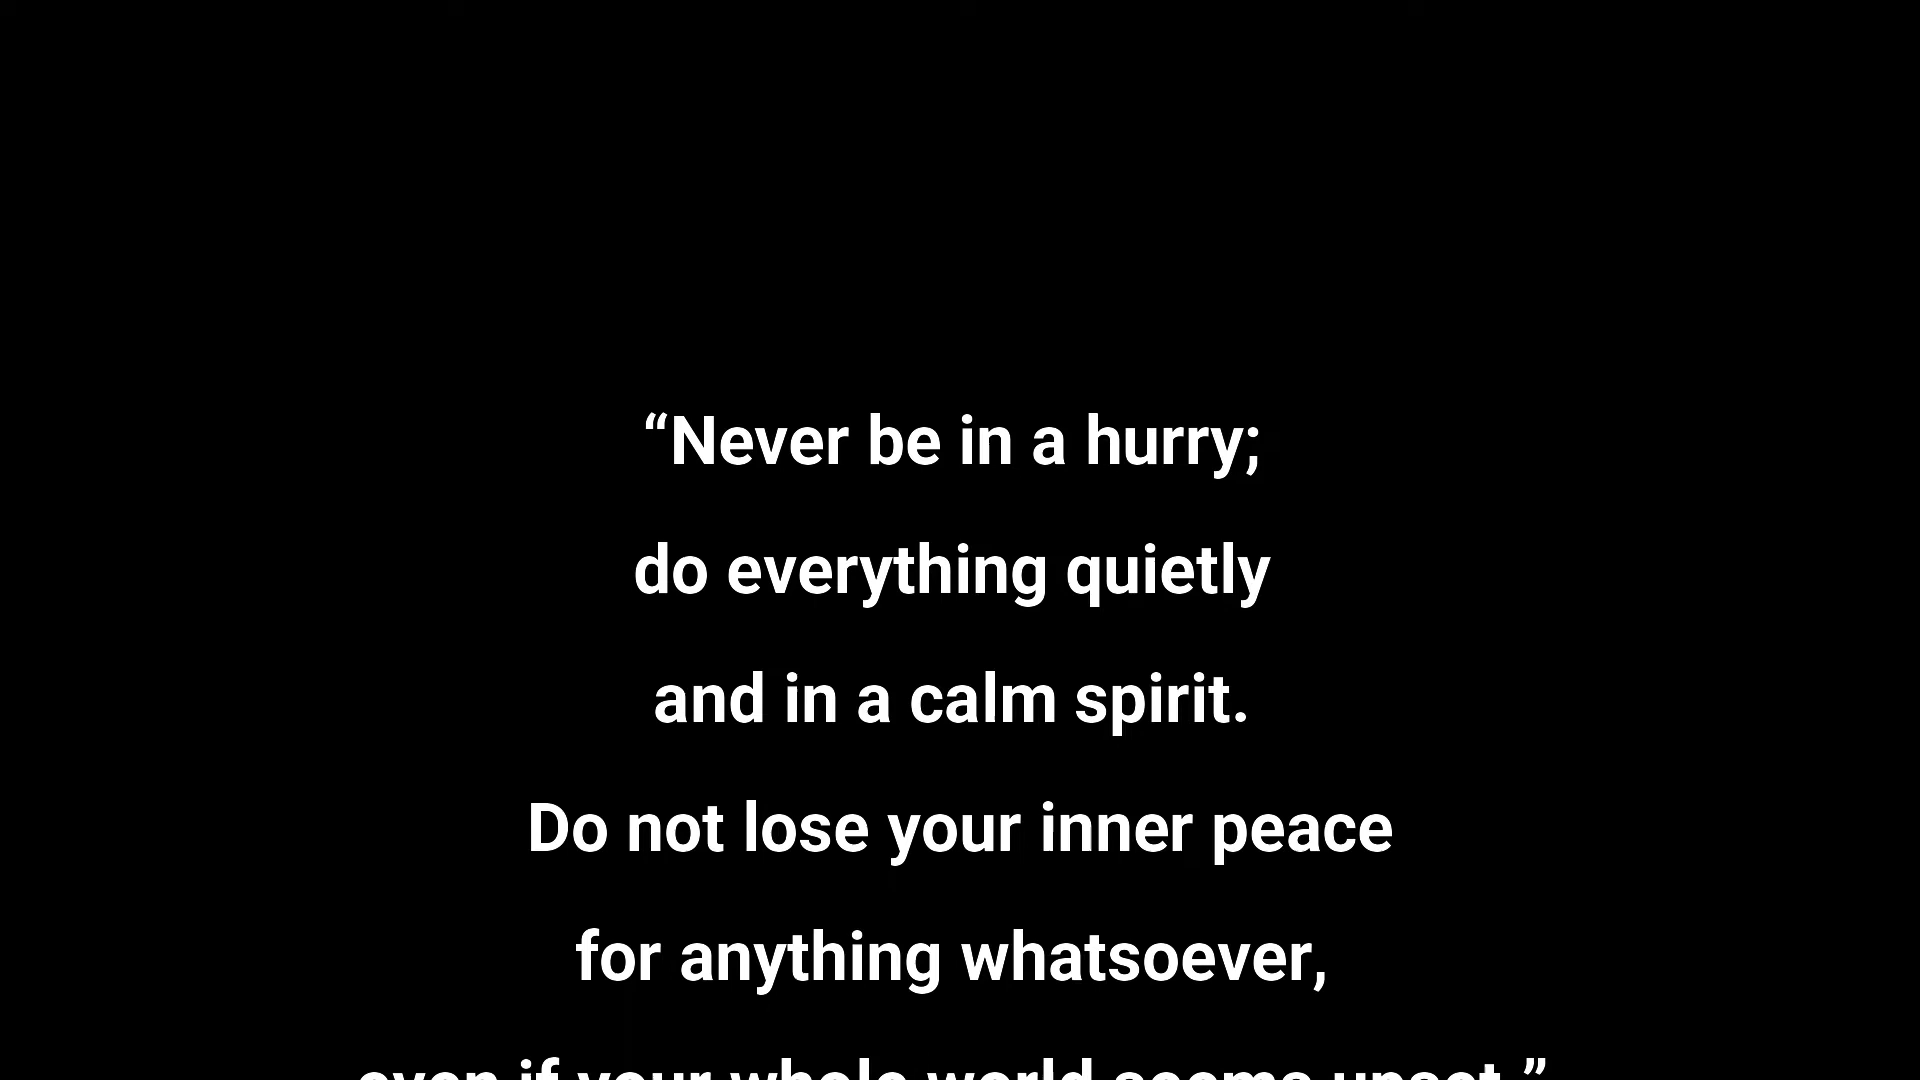 “Never be in a hurry;
do everything quietly
and in a calm spirit.
Do not lose your inner peace
for anything whatsoever,
even if your whole world seems upset.”